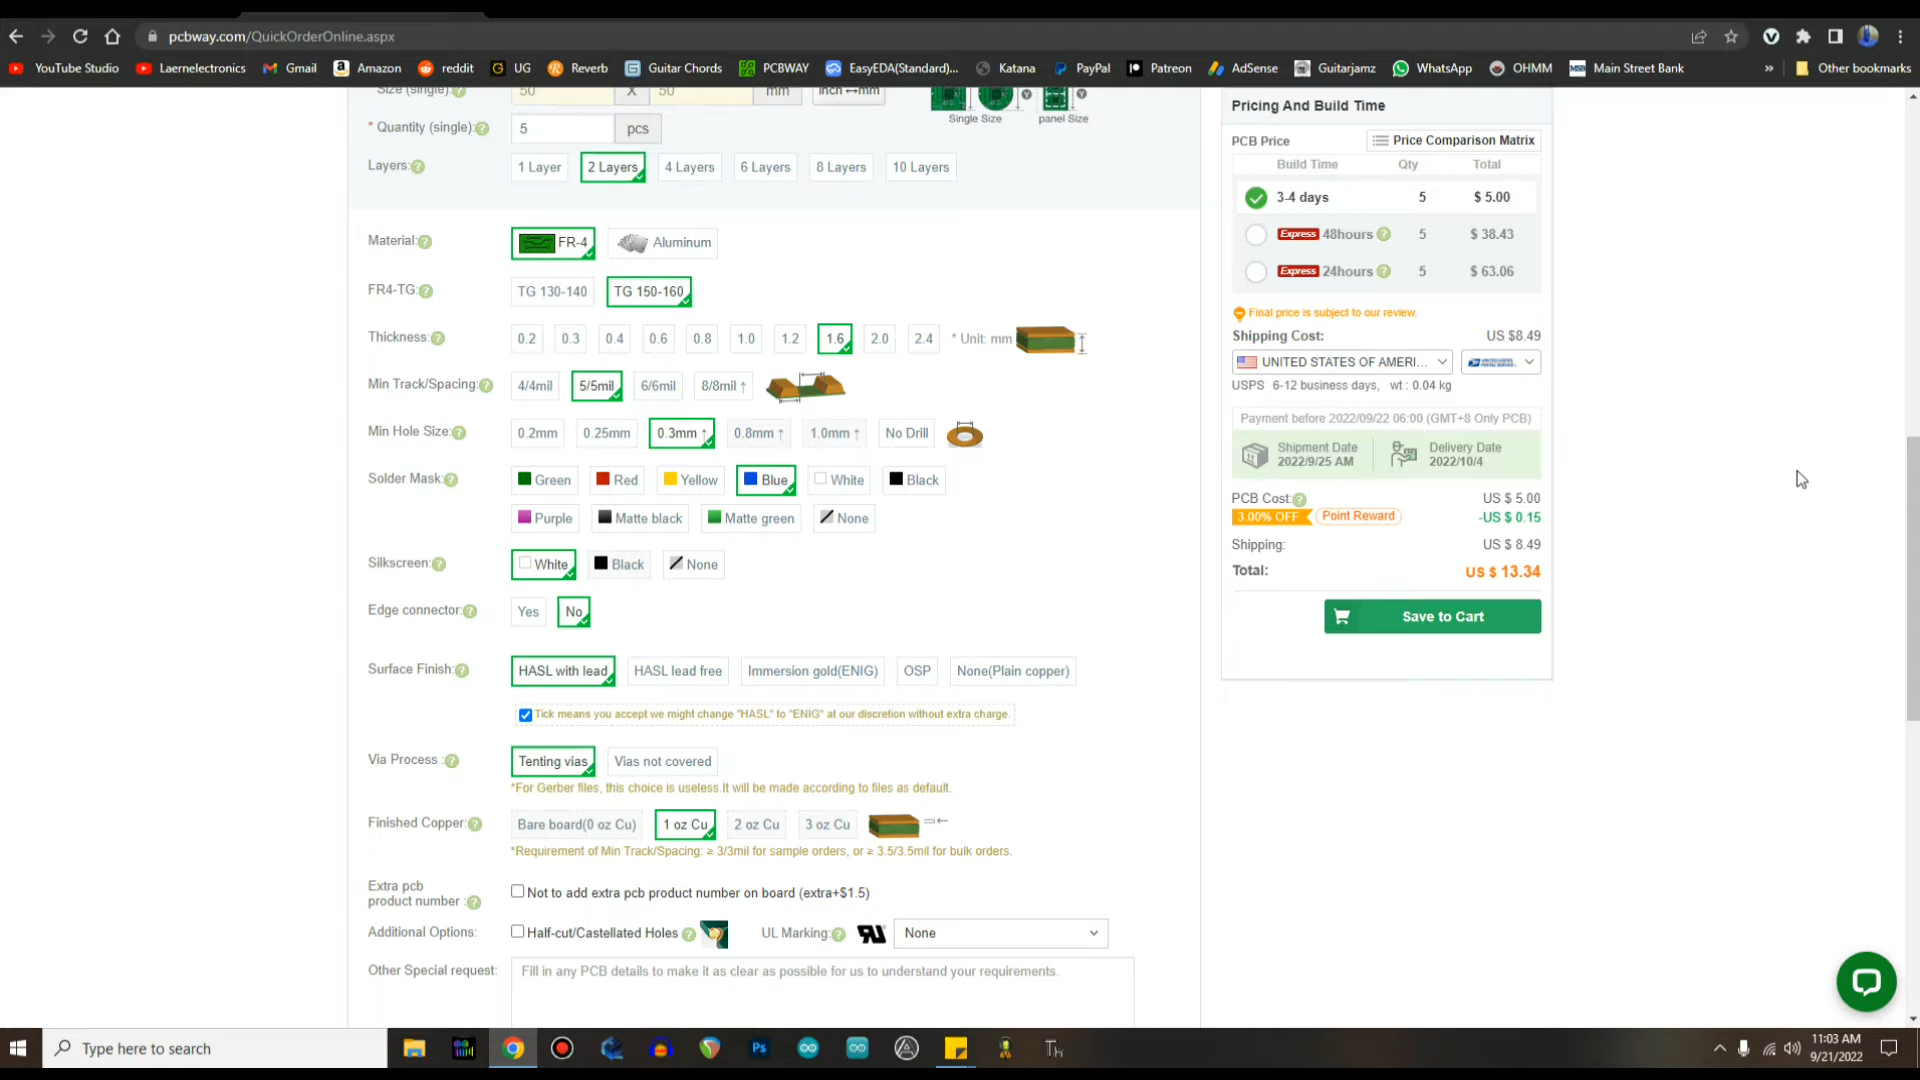 pcbway.com/QuickOrderOnline.aspx
YouTube Studio Laernelectronics Gmail Amazon reddit UG Reverb Guitar Chords PCBWAY EasyEDA(Standard)... Katana PayPal Patreon AdSense Guitarjamz WhatsApp OHMM Main Street Bank » Other bookmarks
Size (single): 50 X 50 mm inch↔mm
Single Size panel Size
* Quantity (single): 5 pcs
Layers: 1 Layer 2 Layers 4 Layers 6 Layers 8 Layers 10 Layers
Material: FR-4 Aluminum
FR4-TG: TG 130-140 TG 150-160
Thickness: 0.2 0.3 0.4 0.6 0.8 1.0 1.2 1.6 2.0 2.4 * Unit: mm
Min Track/Spacing: 4/4mil 5/5mil 6/6mil 8/8mil ↑
Min Hole Size: 0.2mm 0.25mm 0.3mm ↑ 0.8mm ↑ 1.0mm ↑ No Drill
Solder Mask: Green Red Yellow Blue White Black
Purple Matte black Matte green None
Silkscreen: White Black None
Edge connector: Yes No
Surface Finish: HASL with lead HASL lead free Immersion gold(ENIG) OSP None(Plain copper)
Tick means you accept we might change "HASL" to "ENIG" at our discretion without extra charge.
Via Process : Tenting vias Vias not covered
*For Gerber files, this choice is useless.It will be made according to files as default.
Finished Copper: Bare board(0 oz Cu) 1 oz Cu 2 oz Cu 3 oz Cu
*Requirement of Min Track/Spacing: ≥ 3/3mil for sample orders, or ≥ 3.5/3.5mil for bulk orders.
Extra pcb
product number : Not to add extra pcb product number on board (extra+$1.5)
Additional Options: Half-cut/Castellated Holes UL Marking: None
Other Special request: Fill in any PCB details to make it as clear as possible for us to understand your requirements.
Pricing And Build Time
PCB Price Price Comparison Matrix
Build Time Qty Total
3-4 days 5 $ 5.00
Express 48hours 5 $ 38.43
Express 24hours 5 $ 63.06
Final price is subject to our review.
Shipping Cost: US $8.49
UNITED STATES OF AMERI...
USPS 6-12 business days, wt : 0.04 kg
Payment before 2022/09/22 06:00 (GMT+8 Only PCB)
Shipment Date Delivery Date
2022/9/25 AM 2022/10/4
PCB Cost: US $ 5.00
3.00% OFF Point Reward -US $ 0.15
Shipping: US $ 8.49
Total: US $ 13.34
Save to Cart
Type here to search
Ps
Th
11:03 AM
9/21/2022